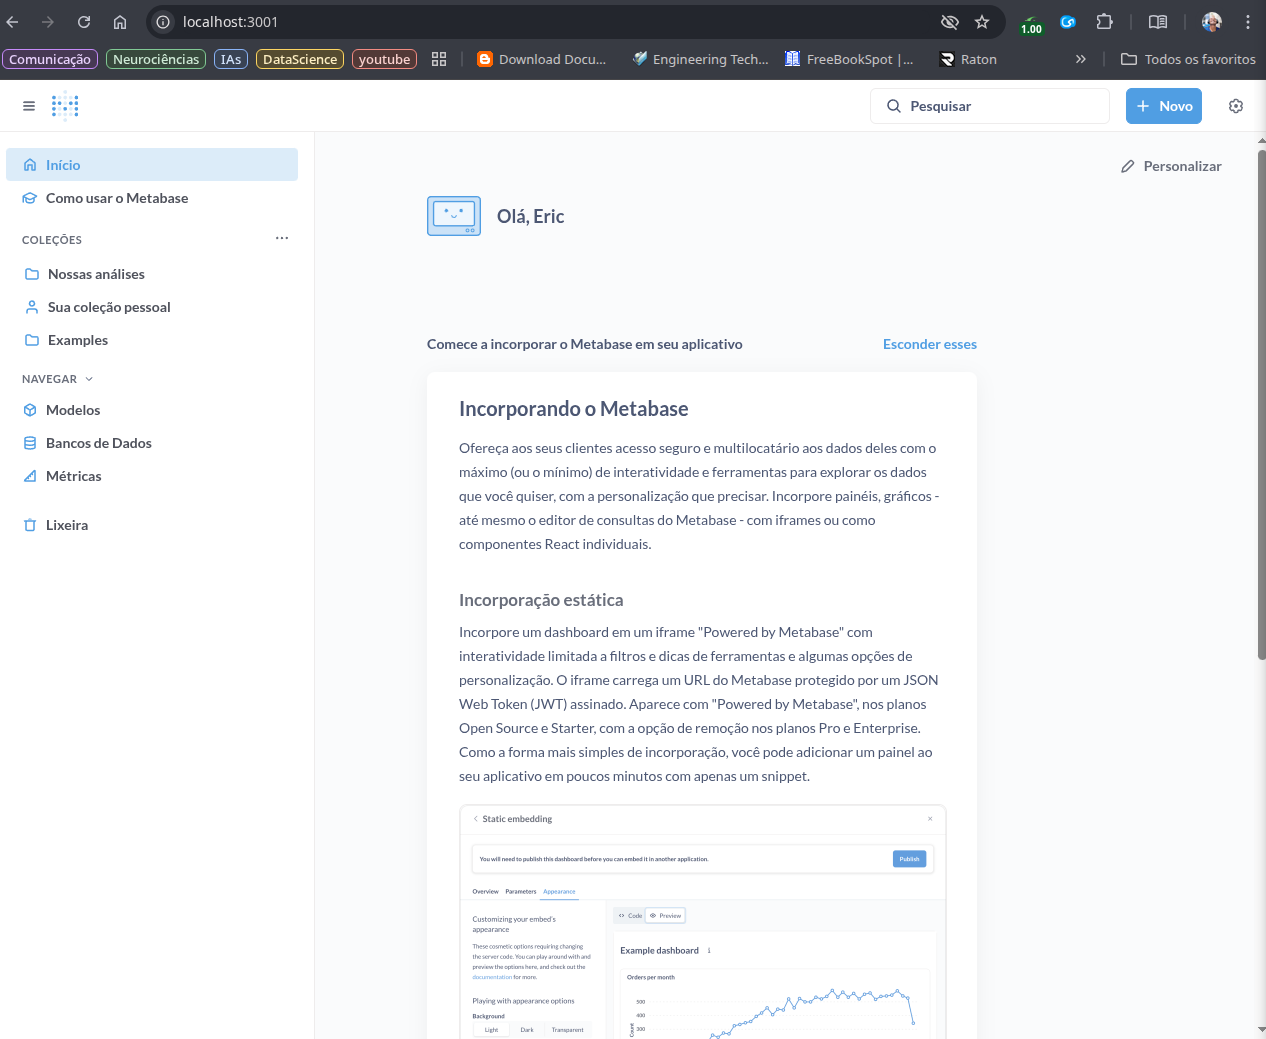 localhost:3001
1.00
Comunicação
Neurociências
IAs
DataScience
youtube
Download Docu...
Engineering Tech...
FreeBookSpot |...
Raton
Todos os favoritos
Pesquisar
Novo
Início
Como usar o Metabase
COLEÇÕES
Nossas análises
Sua coleção pessoal
Examples
NAVEGAR
Modelos
Bancos de Dados
Métricas
Lixeira
Personalizar
Olá, Eric
Comece a incorporar o Metabase em seu aplicativo
Esconder esses
Incorporando o Metabase
Ofereça aos seus clientes acesso seguro e multilocatário aos dados deles com o
máximo (ou o mínimo) de interatividade e ferramentas para explorar os dados
que você quiser, com a personalização que precisar. Incorpore painéis, gráficos -
até mesmo o editor de consultas do Metabase - com iframes ou como
componentes React individuais.
Incorporação estática
Incorpore um dashboard em um iframe "Powered by Metabase" com
interatividade limitada a filtros e dicas de ferramentas e algumas opções de
personalização. O iframe carrega um URL do Metabase protegido por um JSON
Web Token (JWT) assinado. Aparece com "Powered by Metabase", nos planos
Open Source e Starter, com a opção de remoção nos planos Pro e Enterprise.
Como a forma mais simples de incorporação, você pode adicionar um painel ao
seu aplicativo em poucos minutos com apenas um snippet.
Static embedding
You will need to publish this dashboard before you can embed it in another application.
Publish
Overview
Parameters
Appearance
Customizing your embed's
appearance
These cosmetic options requiring changing
the server code. You can play around with and
preview the options here, and check out the
documentation for more.
Playing with appearance options
Background
Light
Dark
Transparent
Code
Preview
Example dashboard
Orders per month
500
400
300
Count